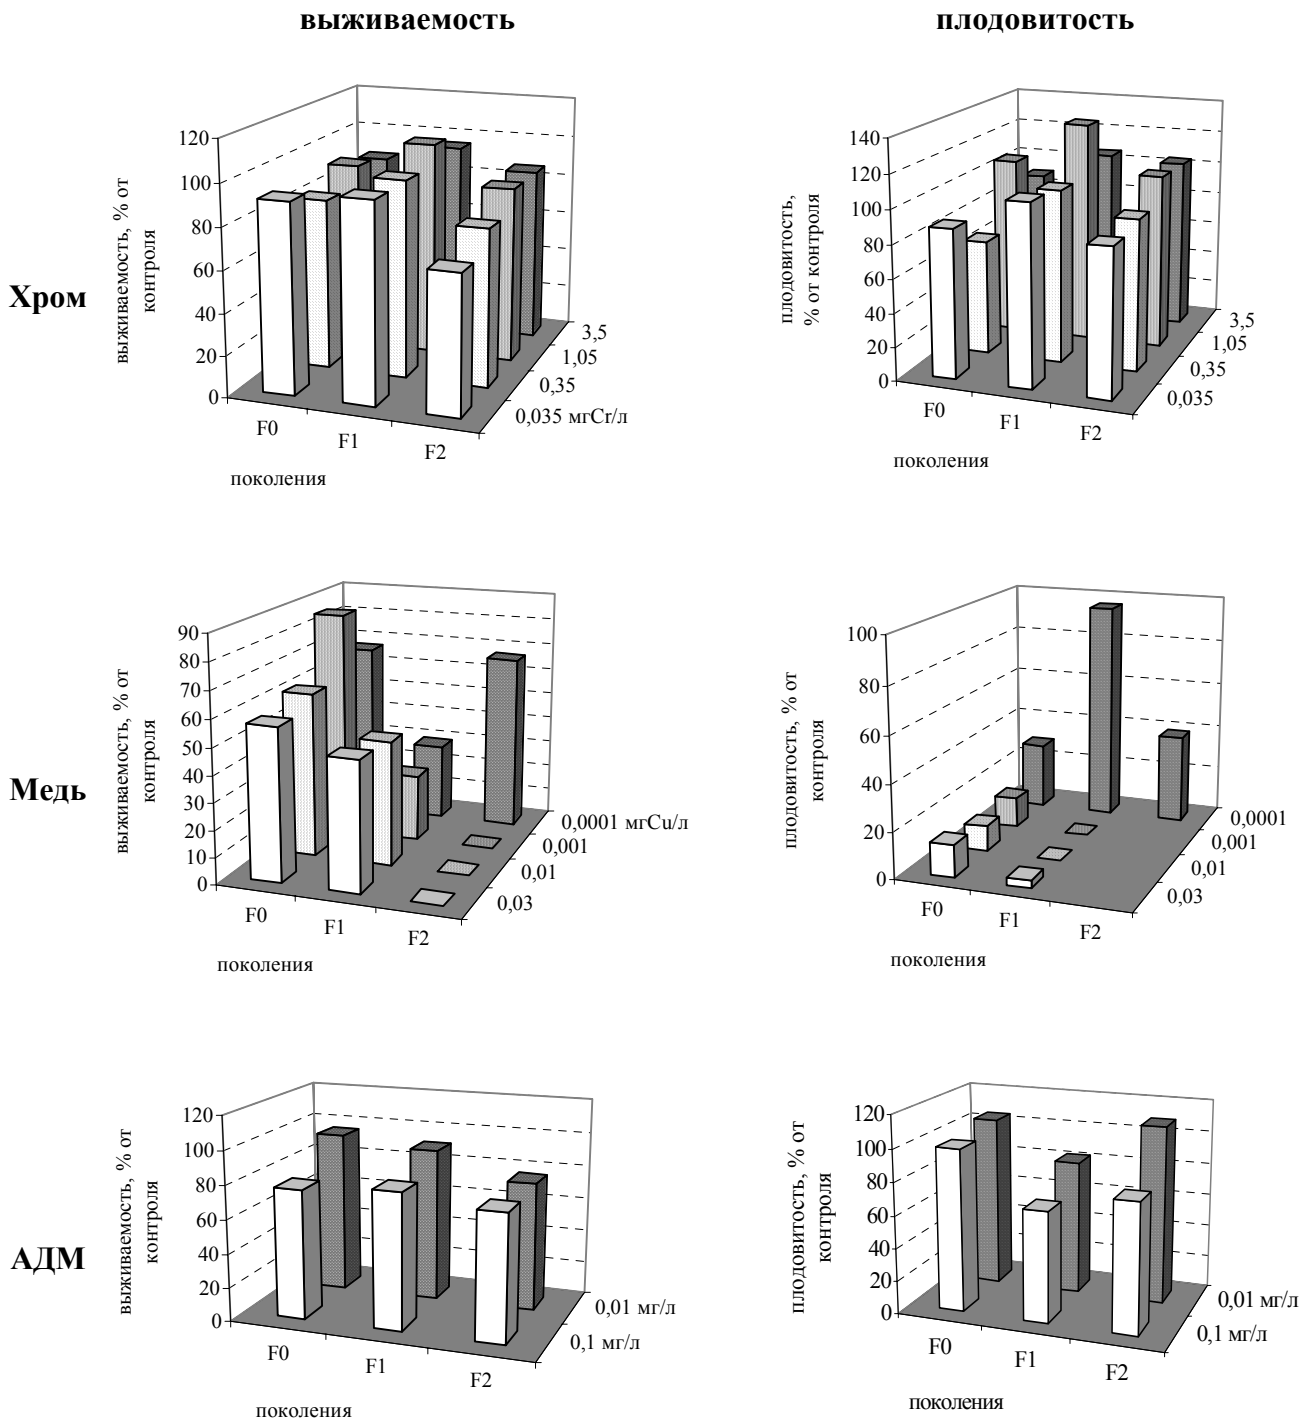 выживаемость
плодовитость
Хром
выживаемость, % от
контроля
120
100
80
60
40
20
0
F0
F1
F2
3,5
1,05
0,35
0,035 мгCr/л
поколения
плодовитость,
% от контроля
140
120
100
80
60
40
20
0
F0
F1
F2
3,5
1,05
0,35
0,035
поколения
Медь
выживаемость, % от
контроля
90
80
70
60
50
40
30
20
10
0
F0
F1
F2
0,0001 мгCu/л
0,001
0,01
0,03
поколения
плодовитость, % от
контроля
100
80
60
40
20
0
F0
F1
F2
0,0001
0,001
0,01
0,03
поколения
АДМ
выживаемость, % от
контроля
120
100
80
60
40
20
0
F0
F1
F2
0,01 мг/л
0,1 мг/л
поколения
плодовитость, % от
контроля
120
100
80
60
40
20
0
F0
F1
F2
0,01 мг/л
0,1 мг/л
поколения